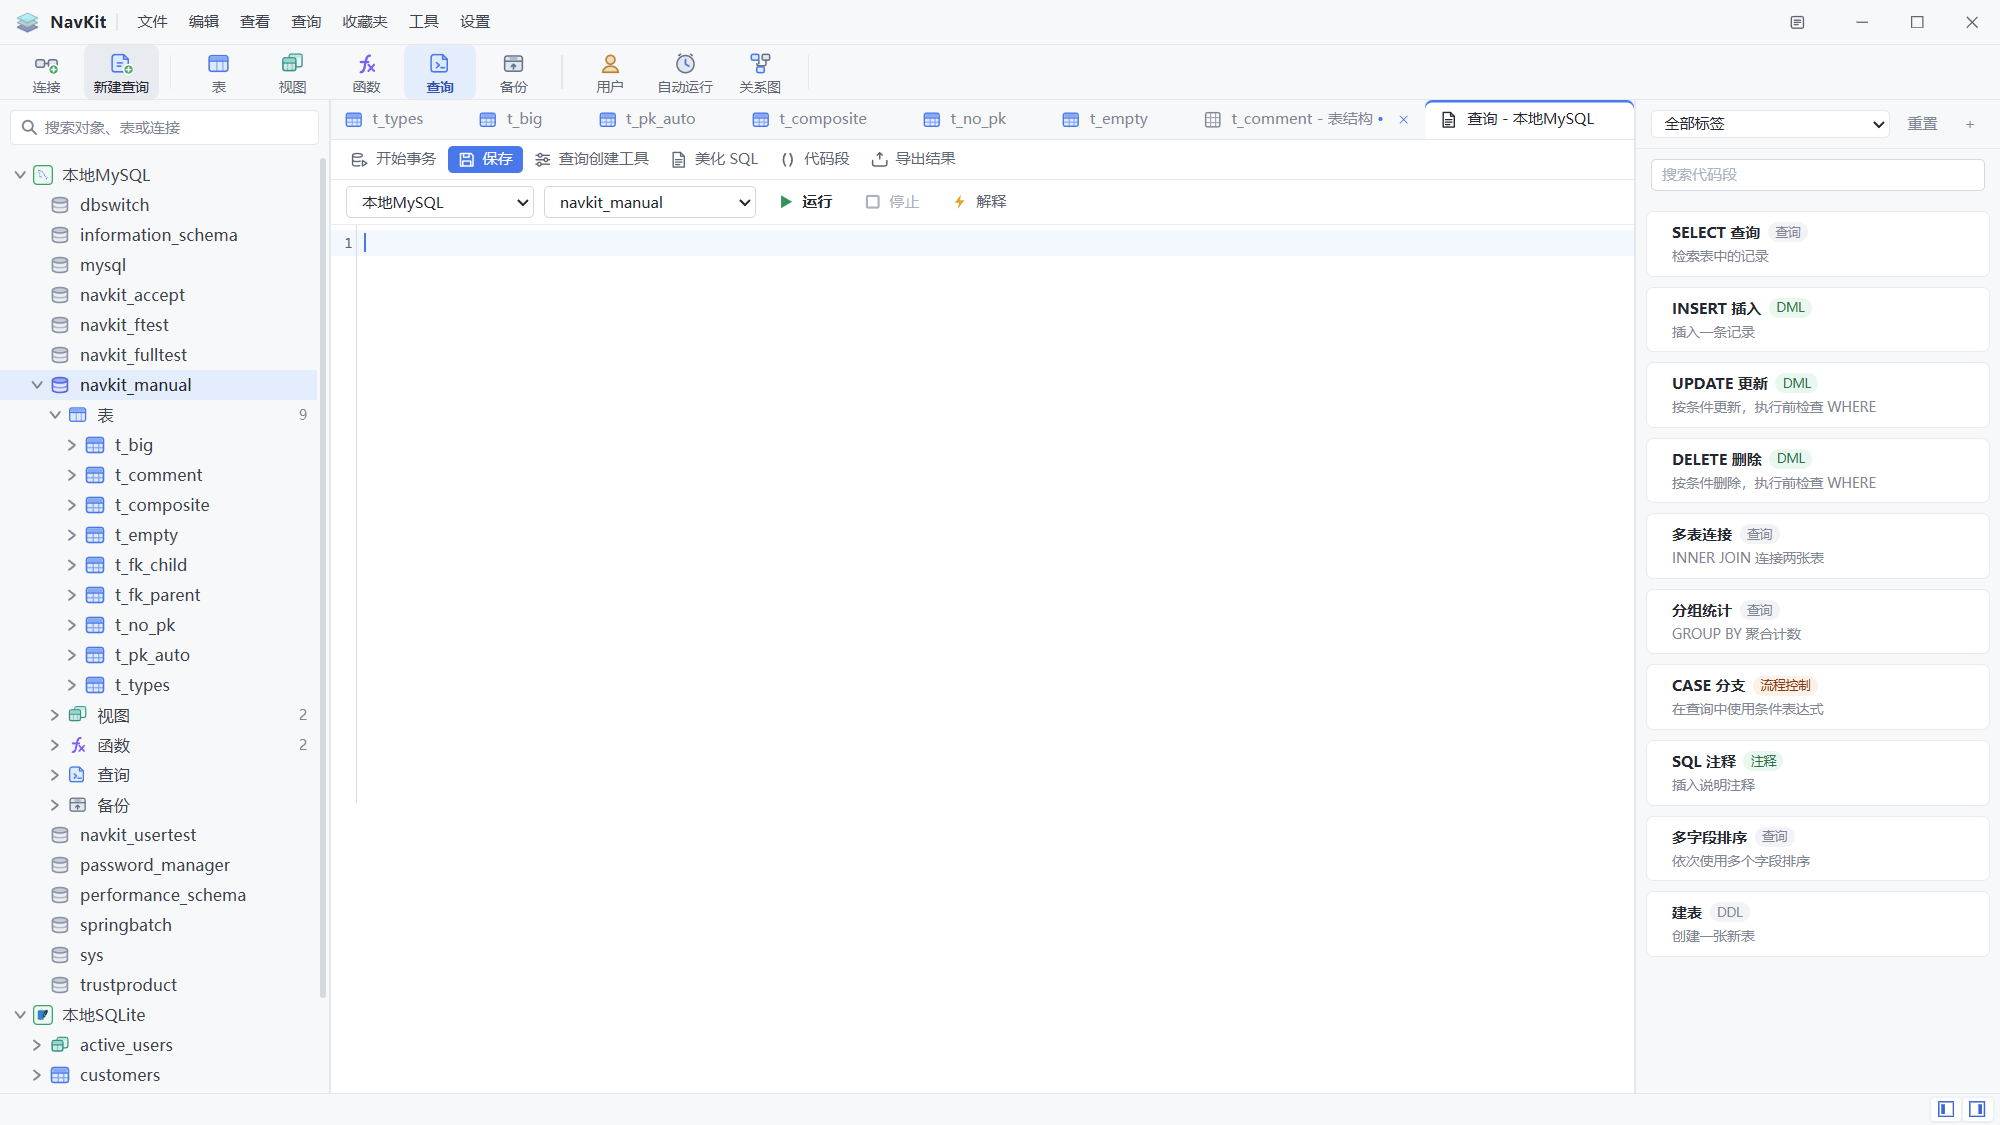 NavKit 文件 编辑 查看 查询 收藏夹 工具 设置
连接 新建查询 表 视图 函数 查询 备份 用户 自动运行 关系图
搜索对象、表或连接
本地MySQL
dbswitch
information_schema
mysql
navkit_accept
navkit_ftest
navkit_fulltest
navkit_manual
表 9
t_big
t_comment
t_composite
t_empty
t_fk_child
t_fk_parent
t_no_pk
t_pk_auto
t_types
视图 2
函数 2
查询
备份
navkit_usertest
password_manager
performance_schema
springbatch
sys
trustproduct
本地SQLite
active_users
customers
t_types t_big t_pk_auto t_composite t_no_pk t_empty t_comment - 表结构 • × 查询 - 本地MySQL
开始事务 保存 查询创建工具 美化 SQL () 代码段 导出结果
本地MySQL navkit_manual 运行 停止 解释
1
全部标签 重置 +
搜索代码段
SELECT 查询 查询
检索表中的记录
INSERT 插入 DML
插入一条记录
UPDATE 更新 DML
按条件更新，执行前检查 WHERE
DELETE 删除 DML
按条件删除，执行前检查 WHERE
多表连接 查询
INNER JOIN 连接两张表
分组统计 查询
GROUP BY 聚合计数
CASE 分支 流程控制
在查询中使用条件表达式
SQL 注释 注释
插入说明注释
多字段排序 查询
依次使用多个字段排序
建表 DDL
创建一张新表